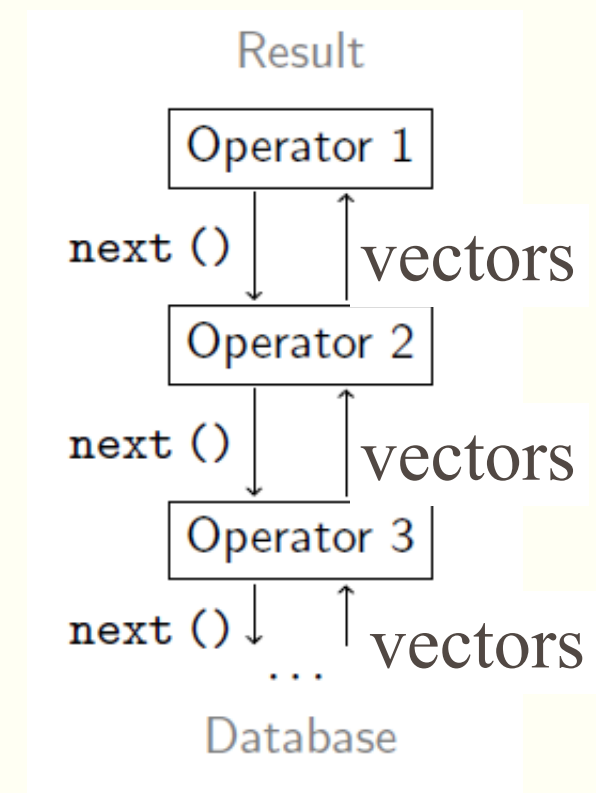 Result
Operator 1
next () vectors
Operator 2
next () vectors
Operator 3
next () vectors
...
Database